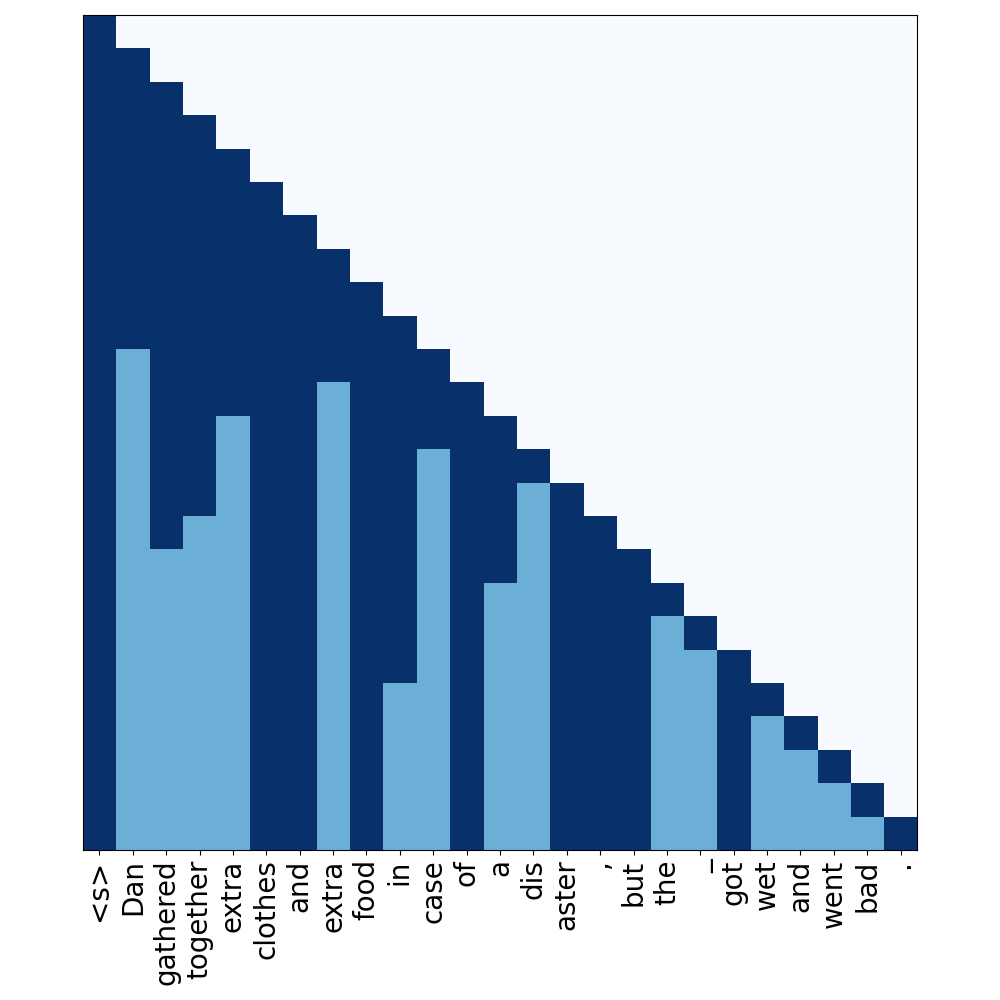 <s> Dan gathered together extra clothes and extra food in case of a dis aster , but the _ got wet and went bad .